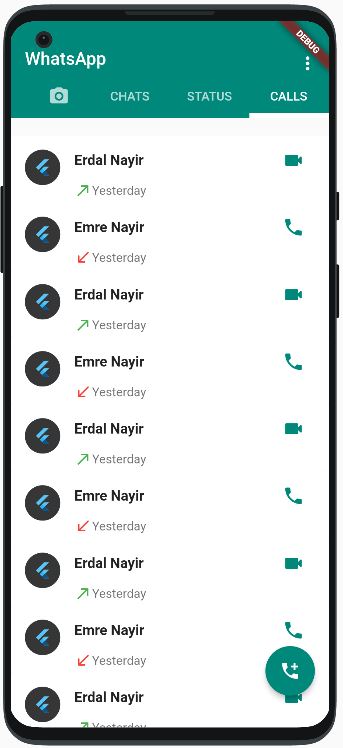 DEBUG
WhatsApp
CHATS STATUS CALLS
Erdal Nayir
Yesterday
Emre Nayir
Yesterday
Erdal Nayir
Yesterday
Emre Nayir
Yesterday
Erdal Nayir
Yesterday
Emre Nayir
Yesterday
Erdal Nayir
Yesterday
Emre Nayir
Yesterday
Erdal Nayir
Yesterday